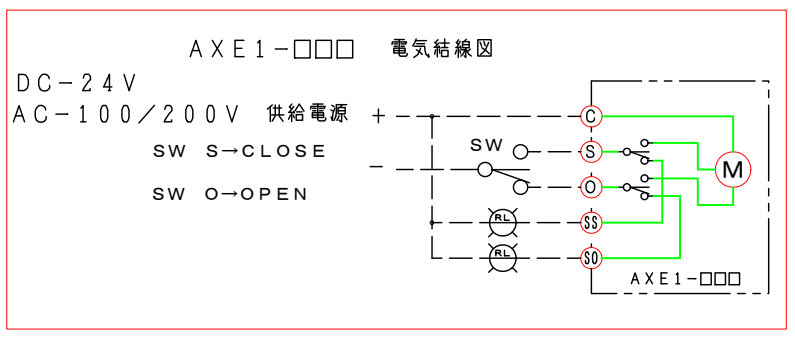 AXE1-□□□ 電気結線図
DC-24V
AC-100/200V 供給電源
+
-
SW S→CLOSE
SW O→OPEN
SW
C
S
O
SS
SO
RL
RL
M
AXE1-□□□